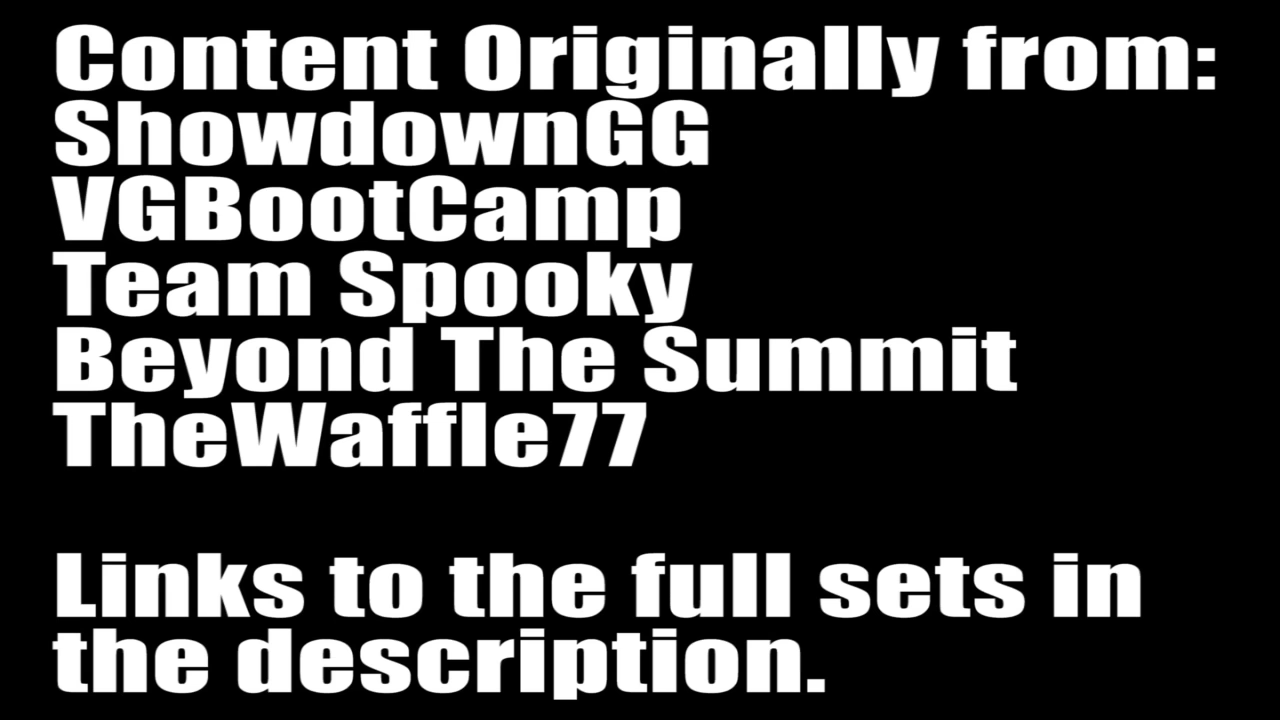 Content Originally from:
ShowdownGG
VGBootCamp
Team Spooky
Beyond The Summit
TheWaffle77
Links to the full sets in
the description.